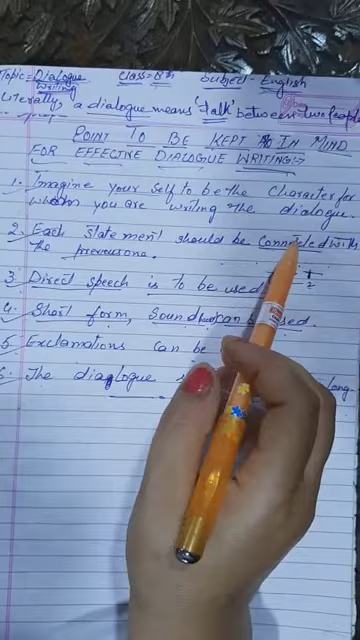 Topic= Dialogue Writing Class= 8th Subject- English
Literally, a dialogue means 'talk' between two people
POINT TO BE KEPT IN MIND
FOR EFFECTIVE DIALOGUE WRITING:-
1. Imagine your self to be the character for
whom you are writing the dialogue.
2. Each statement should be connected with
the previous one.
3. Direct speech is to be used
4. Short form, Sound can be used.
5. Exclamations can be
6. The dialogue long